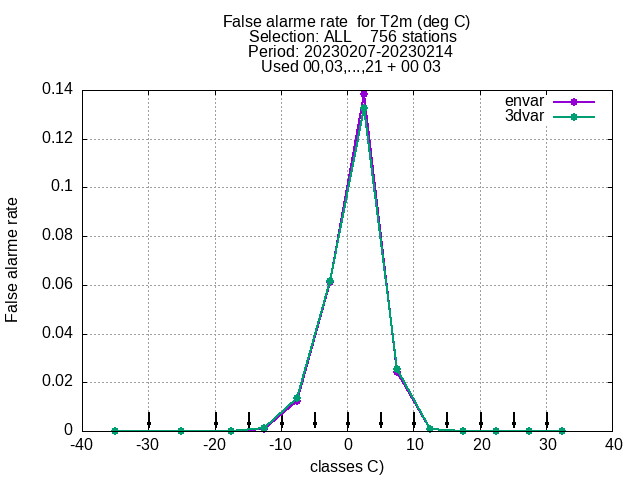 False alarme rate  for T2m (deg C)
Selection: ALL    756 stations
Period: 20230207-20230214
Used 00,03,...,21 + 00 03
envar
3dvar
0.14
0.12
0.1
0.08
0.06
0.04
0.02
0
False alarme rate
-40 -30 -20 -10 0 10 20 30 40
classes C)